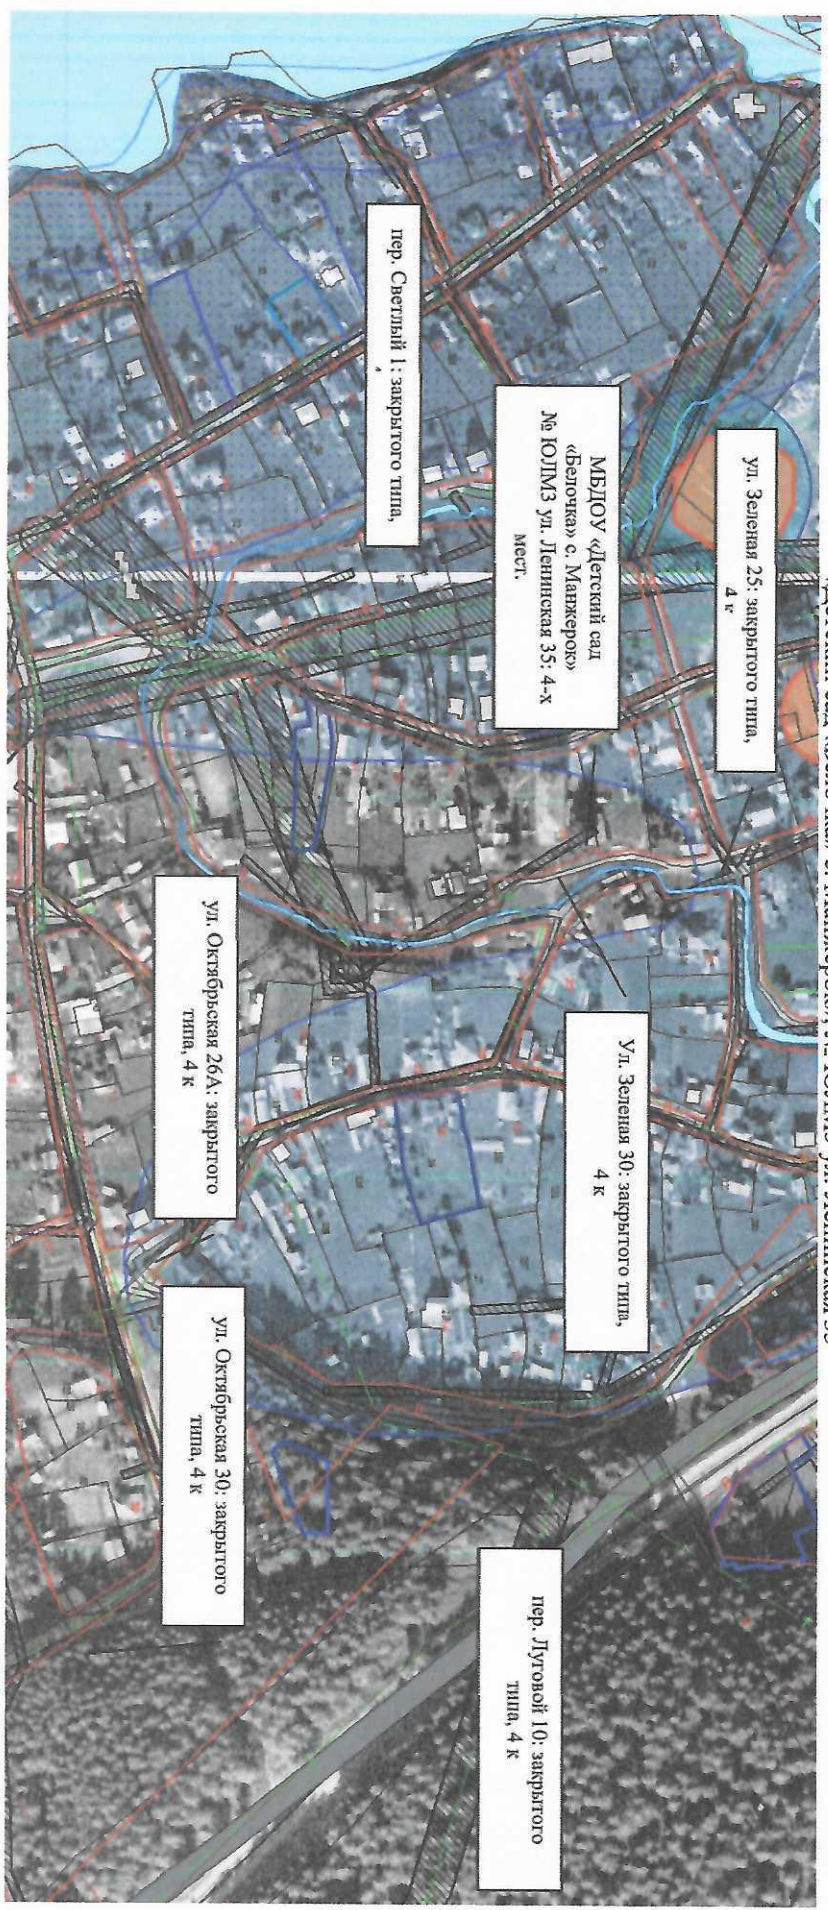 ул. Зеленая 25: закрытого типа,
4 к
МБДОУ «Детский сад
«Белочка» с. Манжерок»
№ ЮЛМЗ ул. Ленинская 35: 4-х
мест.
пер. Светлый 1: закрытого типа,
Ул. Зеленая 30: закрытого типа,
4 к
ул. Октябрьская 26А: закрытого
типа, 4 к
ул. Октябрьская 30: закрытого
типа, 4 к
пер. Луговой 10: закрытого
типа, 4 к